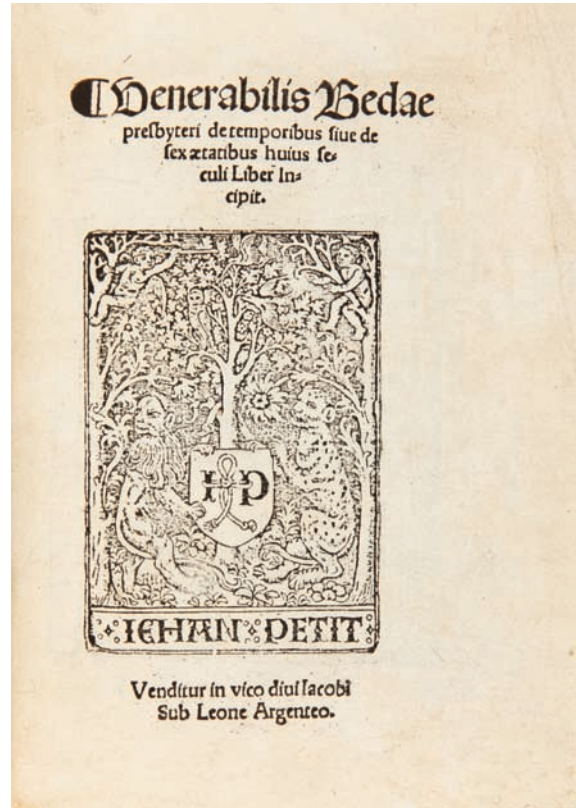 ¶Venerabilis Bedae
presbyteri de temporibus siue de
sex ætatibus huius se⸗
culi Liber In⸗
cipit.
I P
IEHAN PETIT
Venditur in vico diui Iacobi
Sub Leone Argenteo.